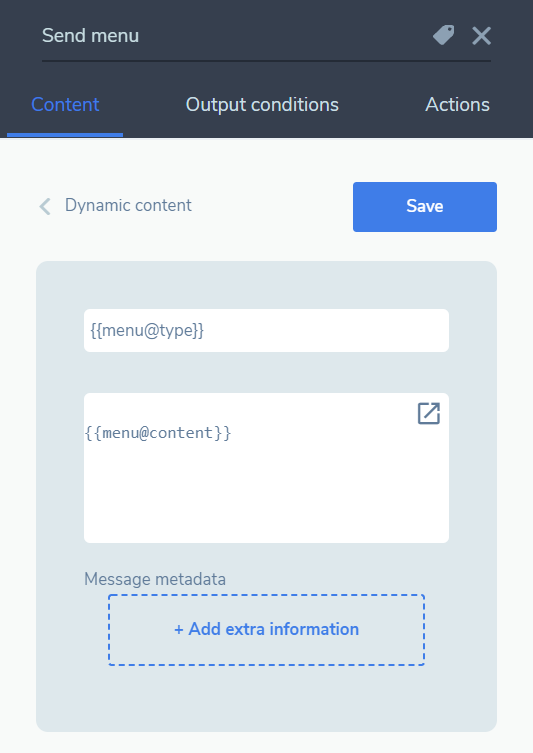 Send menu
Content Output conditions Actions
Dynamic content Save
{{menu@type}}
{{menu@content}}
Message metadata
+ Add extra information